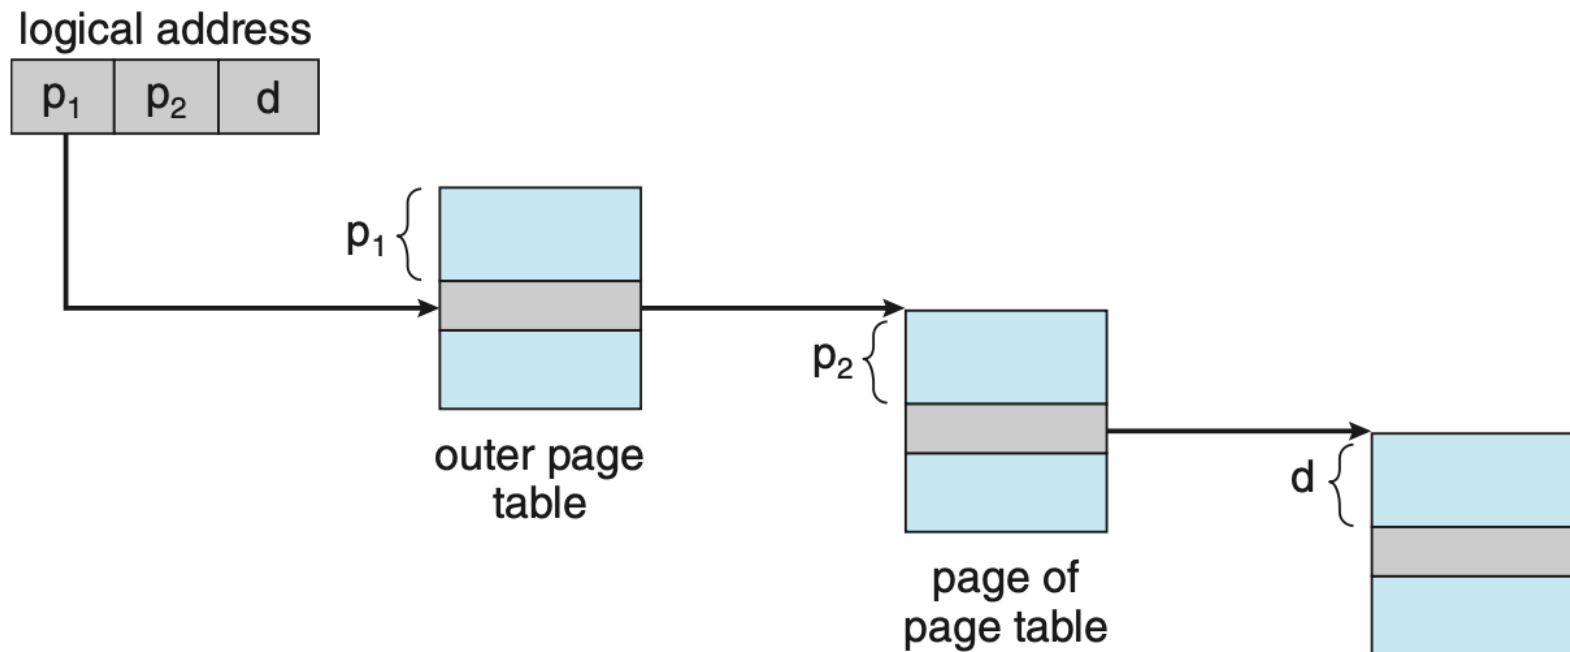 logical address
p₁ p₂ d
p₁
outer page
table
p₂
page of
page table
d